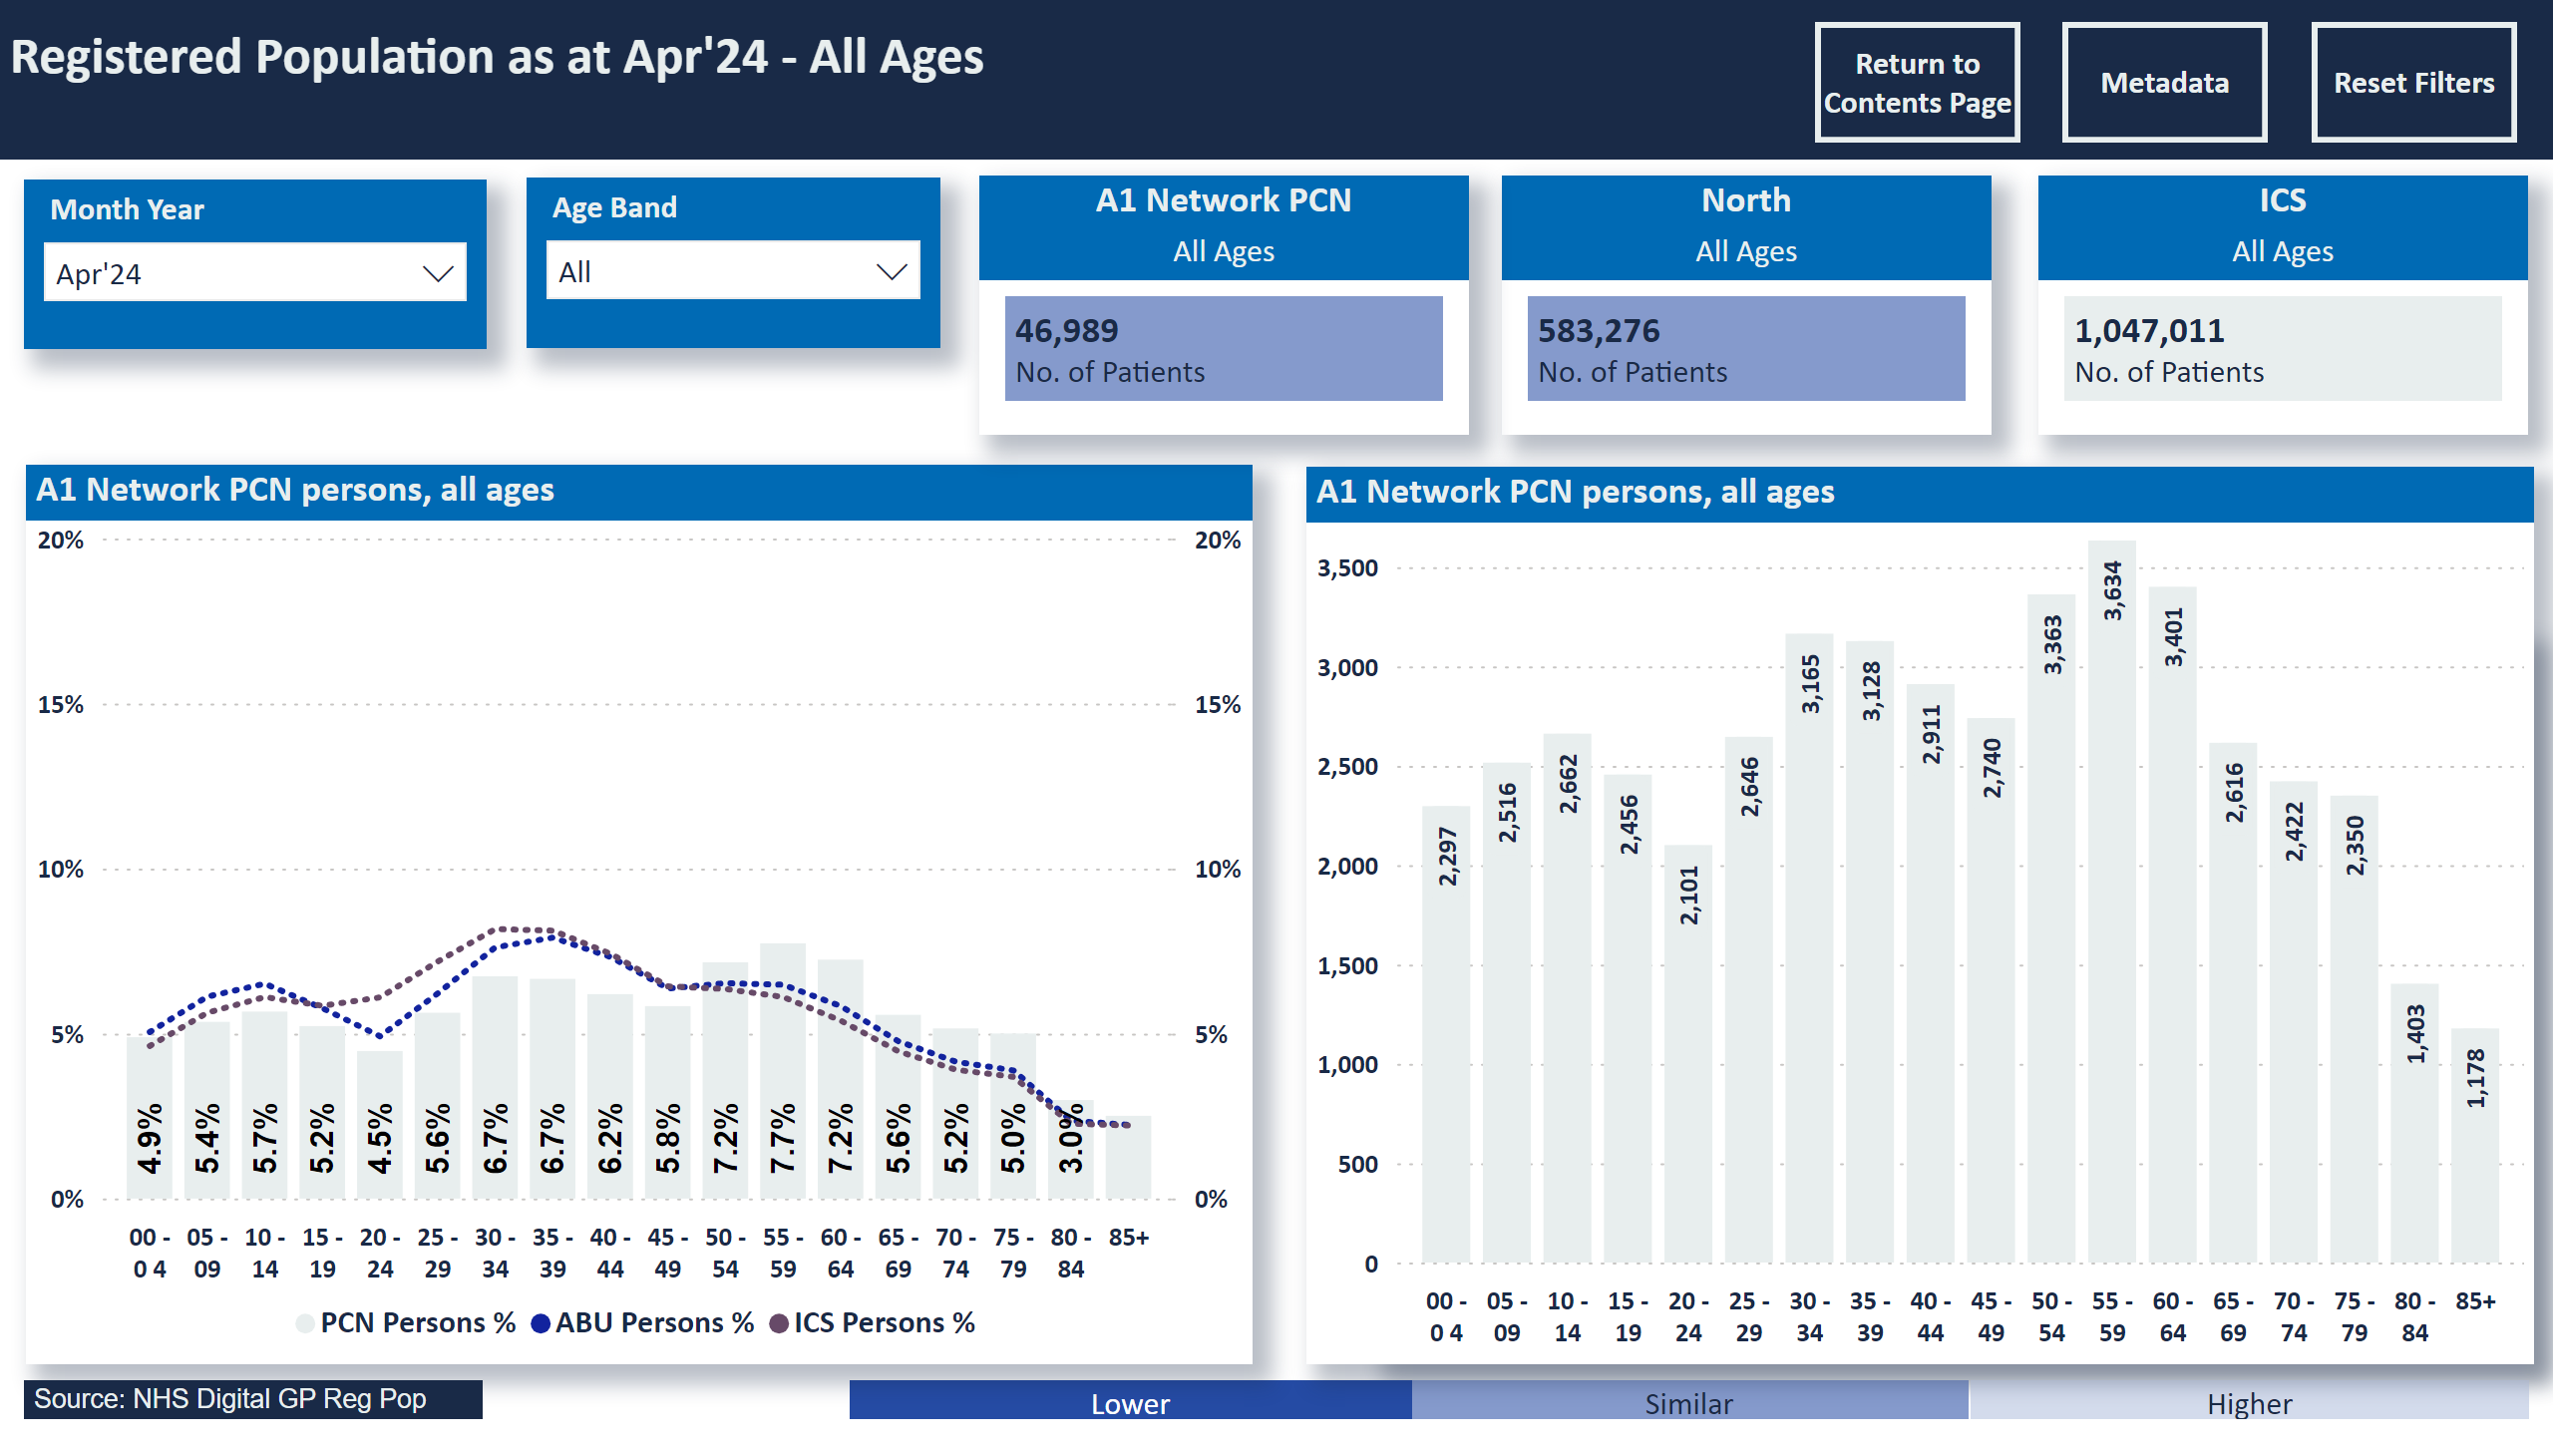 Registered Population as at Apr'24 - All Ages
Return to
Contents Page
Metadata
Reset Filters
Month Year
Apr'24
Age Band
All
A1 Network PCN
All Ages
46,989
No. of Patients
North
All Ages
583,276
No. of Patients
ICS
All Ages
1,047,011
No. of Patients
A1 Network PCN persons, all ages
20%
15%
10%
5%
0%
20%
15%
10%
5%
0%
4.9%
5.4%
5.7%
5.2%
4.5%
5.6%
6.7%
6.7%
6.2%
5.8%
7.2%
7.7%
7.2%
5.6%
5.2%
5.0%
3.0%
00 - 05 - 10 - 15 - 20 - 25 - 30 - 35 - 40 - 45 - 50 - 55 - 60 - 65 - 70 - 75 - 80 - 85+
0 4 09 14 19 24 29 34 39 44 49 54 59 64 69 74 79 84
PCN Persons % ABU Persons % ICS Persons %
A1 Network PCN persons, all ages
3,500
3,000
2,500
2,000
1,500
1,000
500
0
2,297
2,516
2,662
2,456
2,101
2,646
3,165
3,128
2,911
2,740
3,363
3,634
3,401
2,616
2,422
2,350
1,403
1,178
00 - 05 - 10 - 15 - 20 - 25 - 30 - 35 - 40 - 45 - 50 - 55 - 60 - 65 - 70 - 75 - 80 - 85+
0 4 09 14 19 24 29 34 39 44 49 54 59 64 69 74 79 84
Source: NHS Digital GP Reg Pop
Lower
Similar
Higher